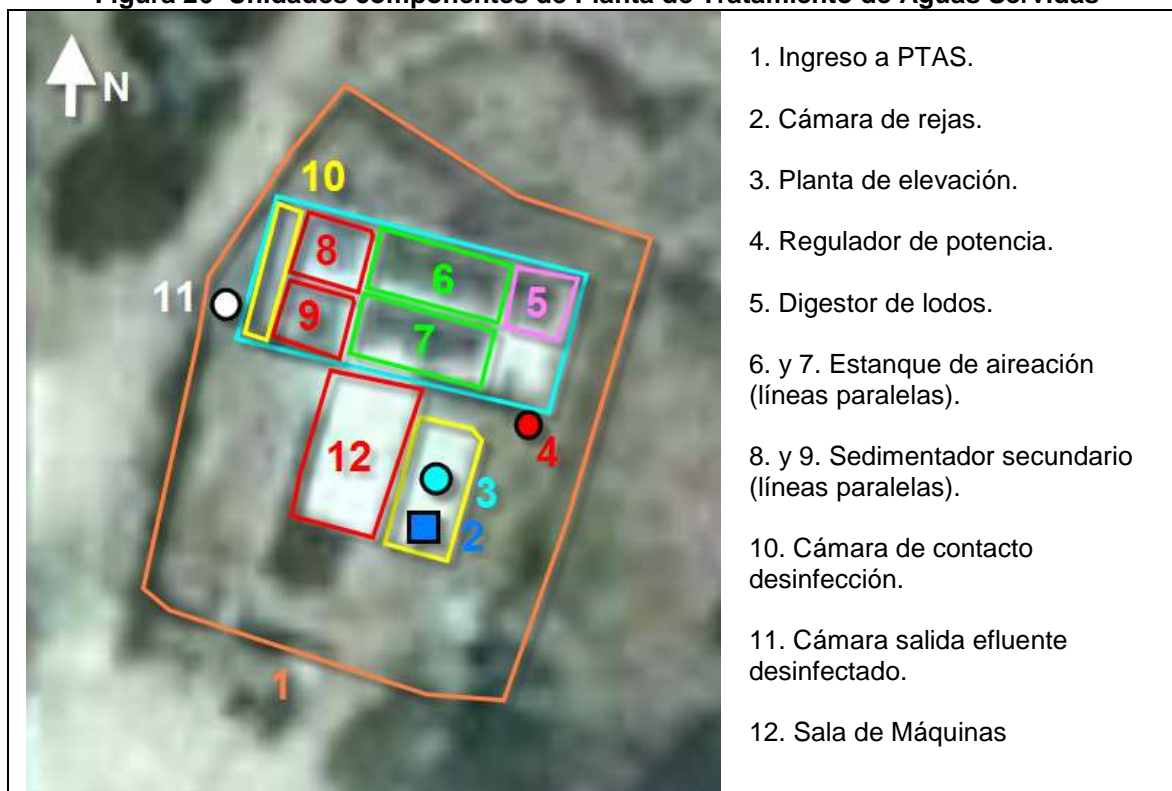 Figura 20 Unidades componentes de Planta de Tratamiento de Aguas Servidas
N
10
8
6
5
11
9
7
4
12
3
2
1
1. Ingreso a PTAS.
2. Cámara de rejas.
3. Planta de elevación.
4. Regulador de potencia.
5. Digestor de lodos.
6. y 7. Estanque de aireación
(líneas paralelas).
8. y 9. Sedimentador secundario
(líneas paralelas).
10. Cámara de contacto
desinfección.
11. Cámara salida efluente
desinfectado.
12. Sala de Máquinas